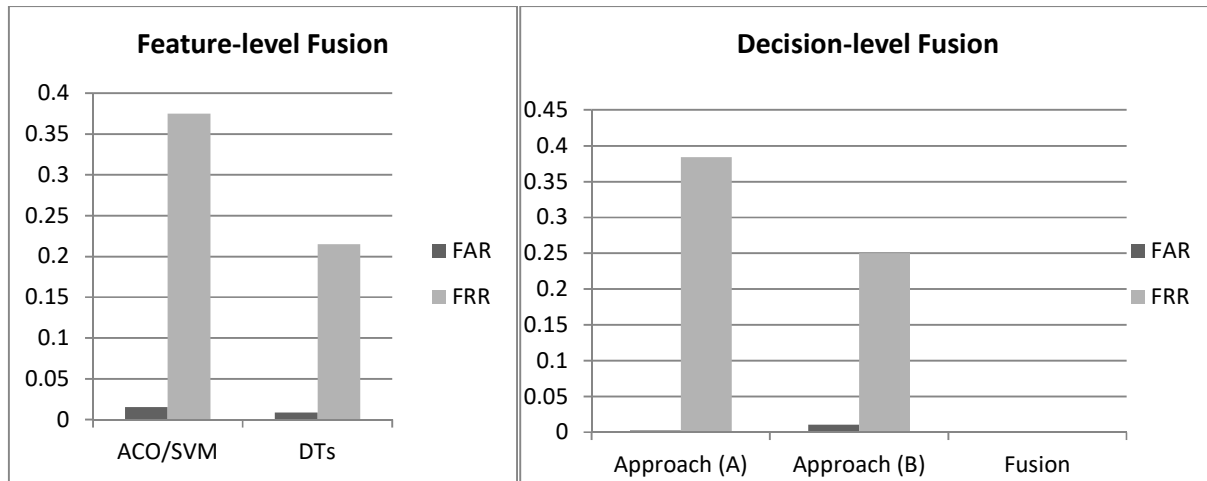 Feature-level Fusion
0.4
0.35
0.3
0.25
0.2
0.15
0.1
0.05
0
ACO/SVM DTs
FAR
FRR
Decision-level Fusion
0.45
0.4
0.35
0.3
0.25
0.2
0.15
0.1
0.05
0
Approach (A) Approach (B) Fusion
FAR
FRR